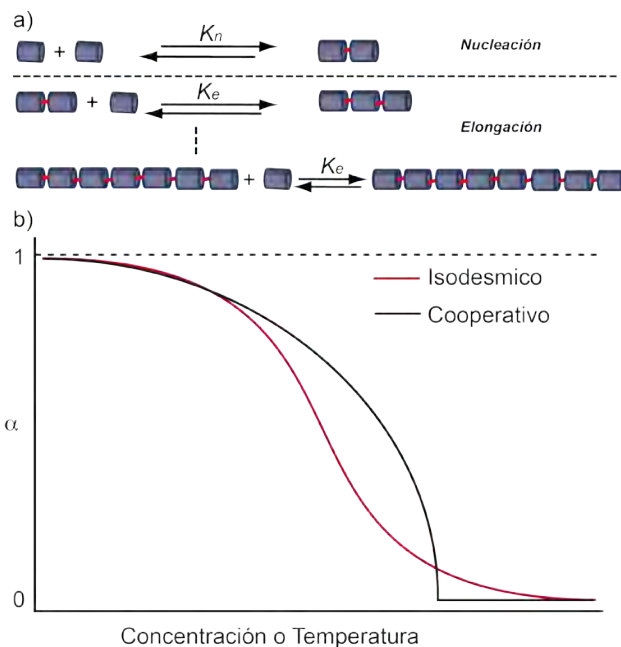 a)
+ Kn Nucleación
+ Ke
Elongación
+ Ke
b)
1
Isodesmico
Cooperativo
α
0
Concentración o Temperatura